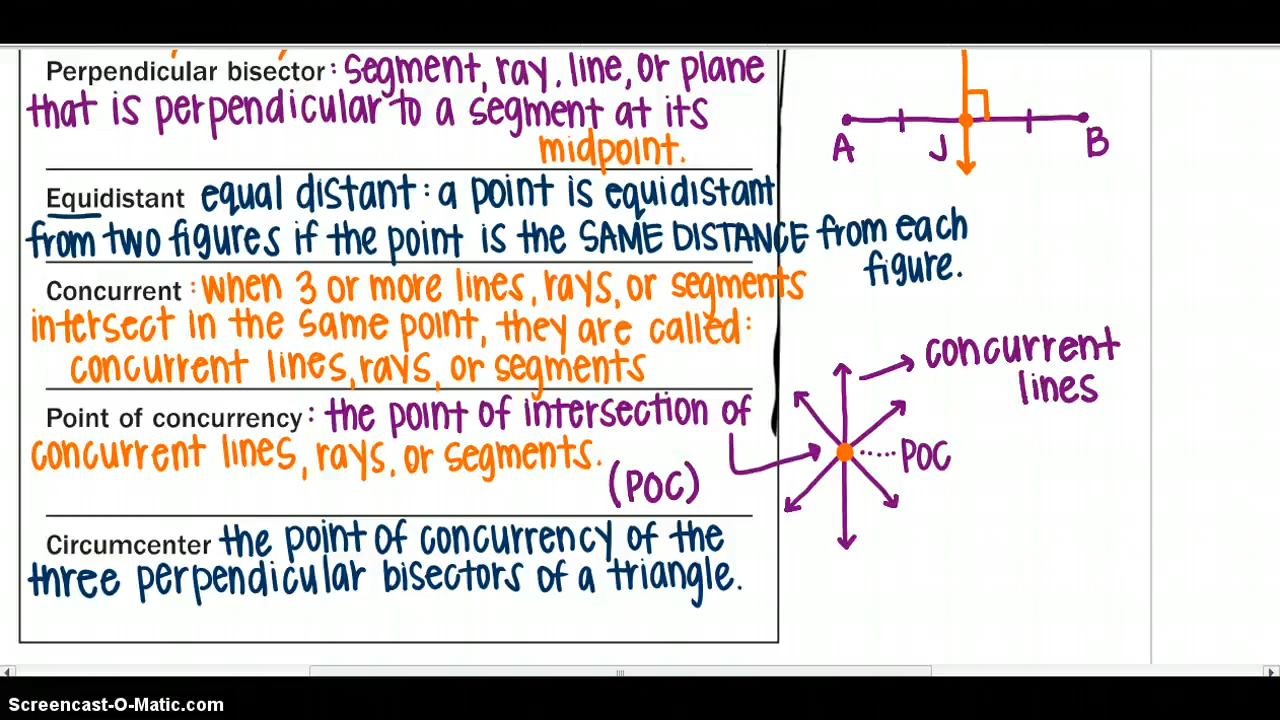 Perpendicular bisector: segment, ray, line, or plane
that is perpendicular to a segment at its
midpoint.
A J B
Equidistant equal distant: a point is equidistant
from two figures if the point is the SAME DISTANCE from each
figure.
Concurrent: when 3 or more lines, rays, or segments
intersect in the same point, they are called:
concurrent lines, rays, or segments
concurrent
lines
Point of concurrency: the point of intersection of
concurrent lines, rays, or segments.
(POC)
POC
Circumcenter the point of concurrency of the
three perpendicular bisectors of a triangle.
Screencast-O-Matic.com